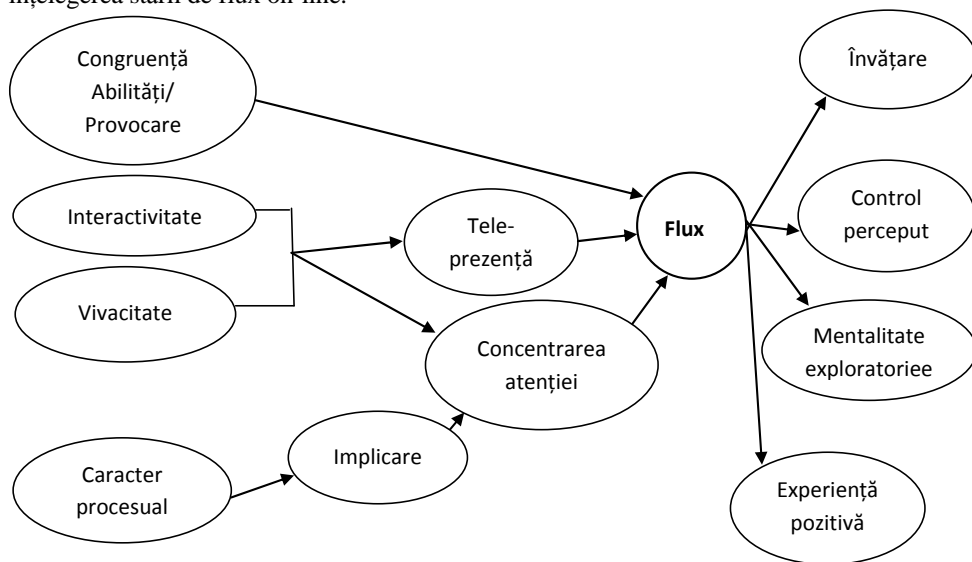 înțelegerea stării de flux on-line.
Congruență
Abilități/
Provocare
Interactivitate
Vivacitate
Caracter
procesual
Implicare
Tele-
prezență
Concentrarea
atenției
Flux
Învățare
Control
perceput
Mentalitate
exploratoriee
Experiență
pozitivă